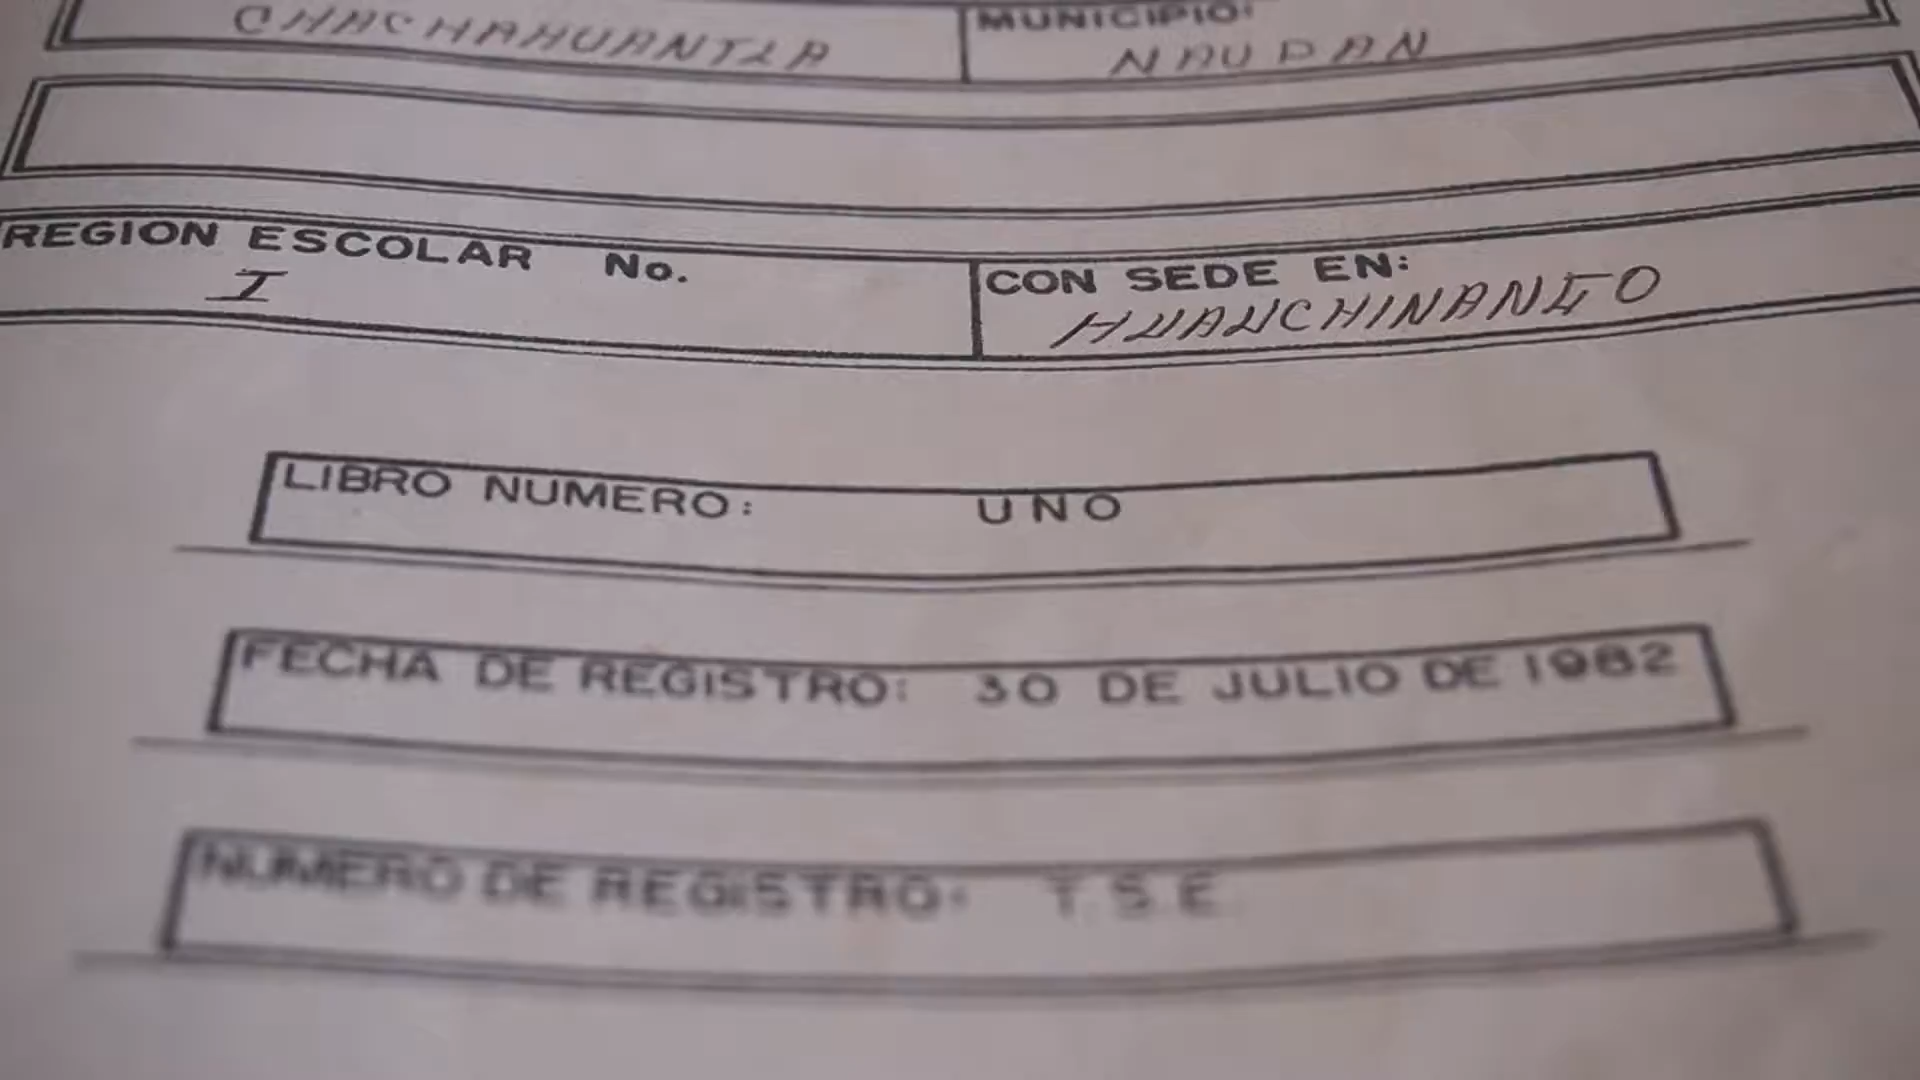 CHACHAHUANTLA MUNICIPIO:
NAUPAN
REGION ESCOLAR No. CON SEDE EN:
I HUAUCHINANGO
LIBRO NUMERO: UNO
FECHA DE REGISTRO: 30 DE JULIO DE 1982
NUMERO DE REGISTRO: T.S.E.